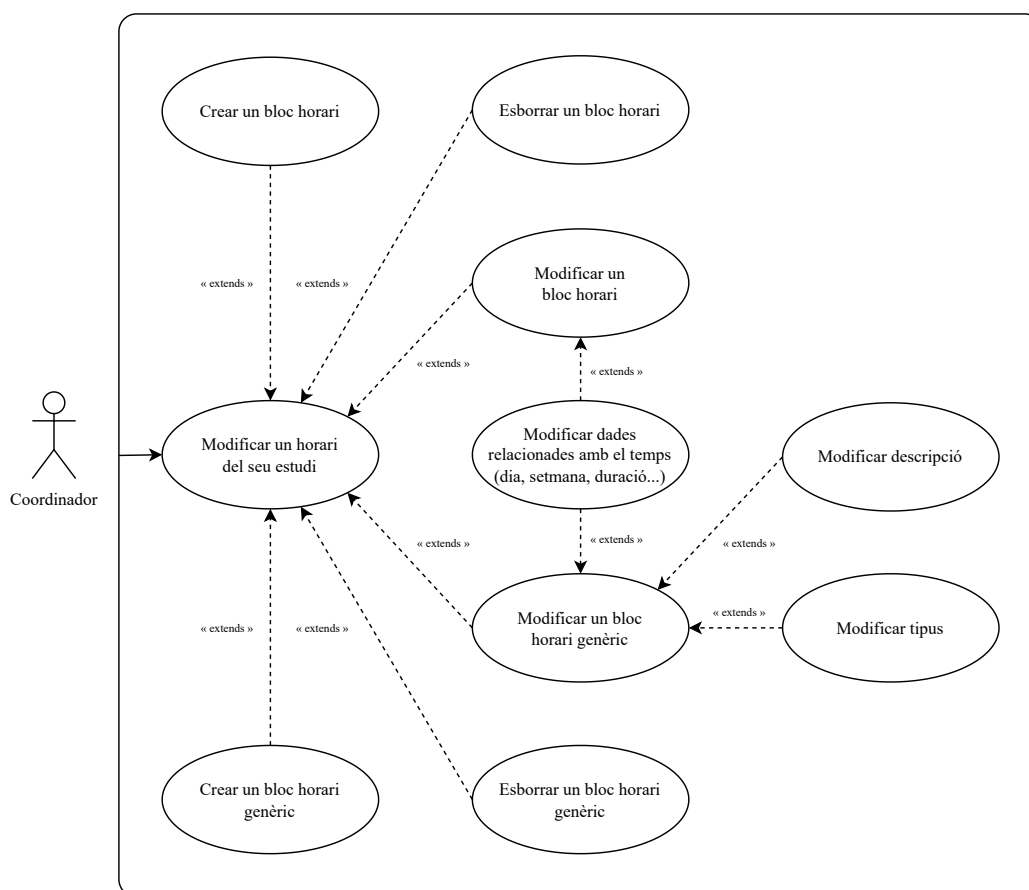 Crear un bloc horari
Esborrar un bloc horari
Modificar un
bloc horari
« extends »
« extends »
« extends »
« extends »
Coordinador
Modificar un horari
del seu estudi
Modificar dades
relacionades amb el temps
(dia, setmana, duració...)
Modificar descripció
« extends »
« extends »
« extends »
« extends »
« extends »
« extends »
Modificar un bloc
horari genèric
Modificar tipus
Crear un bloc horari
genèric
Esborrar un bloc horari
genèric